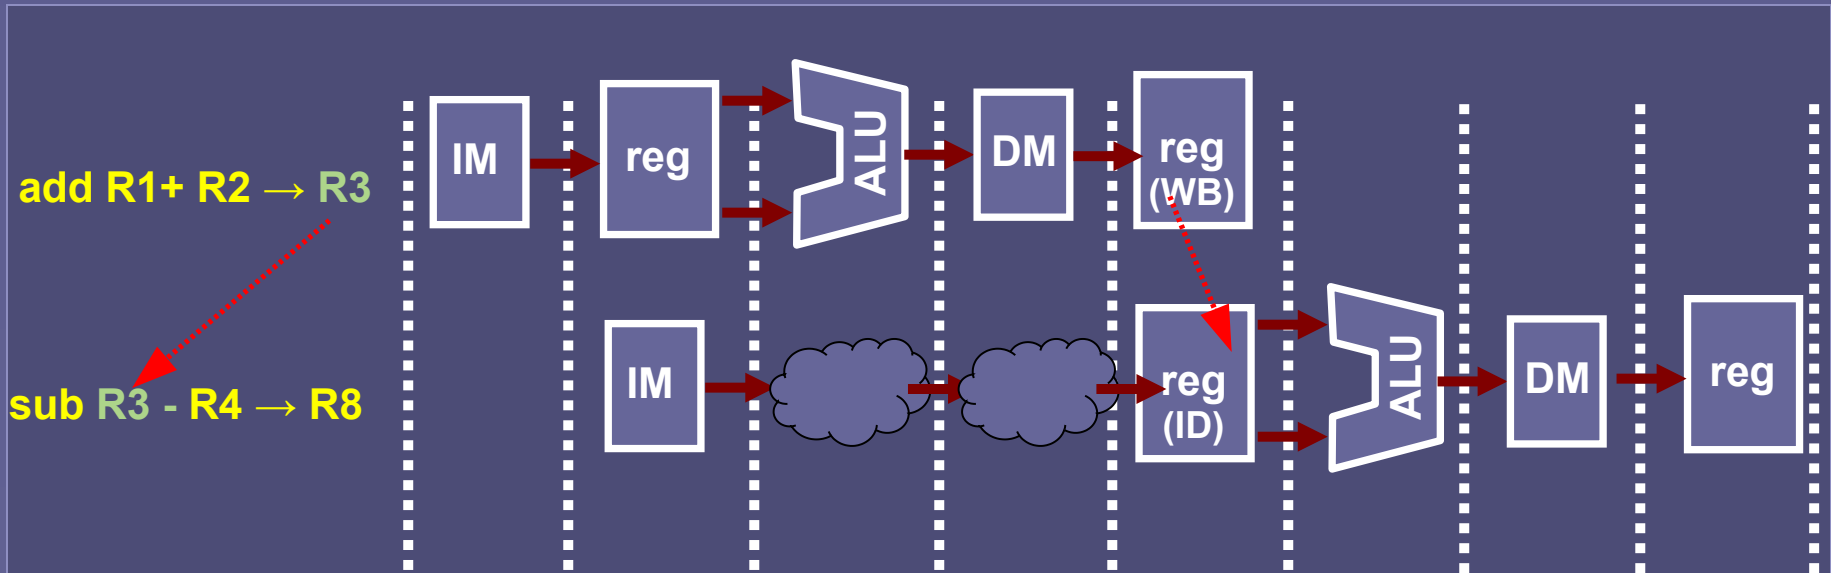 add R1+ R2 → R3
IM
reg
ALU
DM
reg
(WB)
sub R3 - R4 → R8
IM
reg
(ID)
ALU
DM
reg